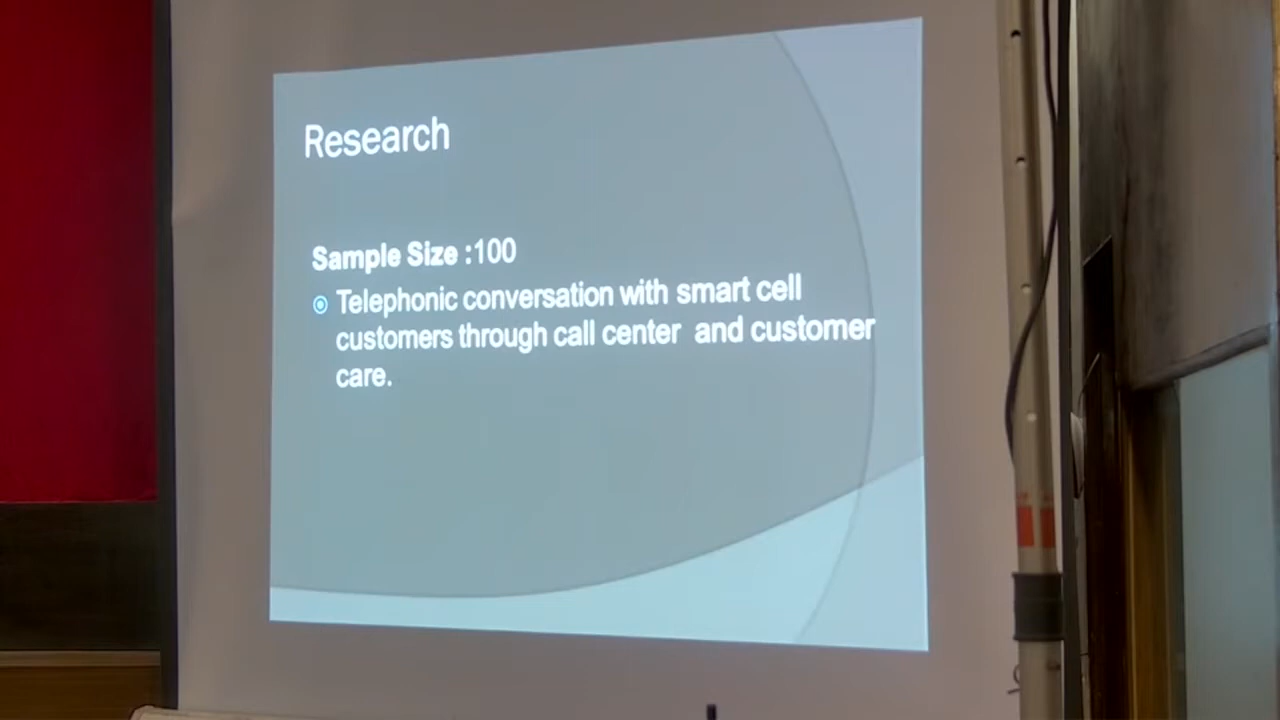 Research
Sample Size :100
Telephonic conversation with smart cell
customers through call center and customer
care.